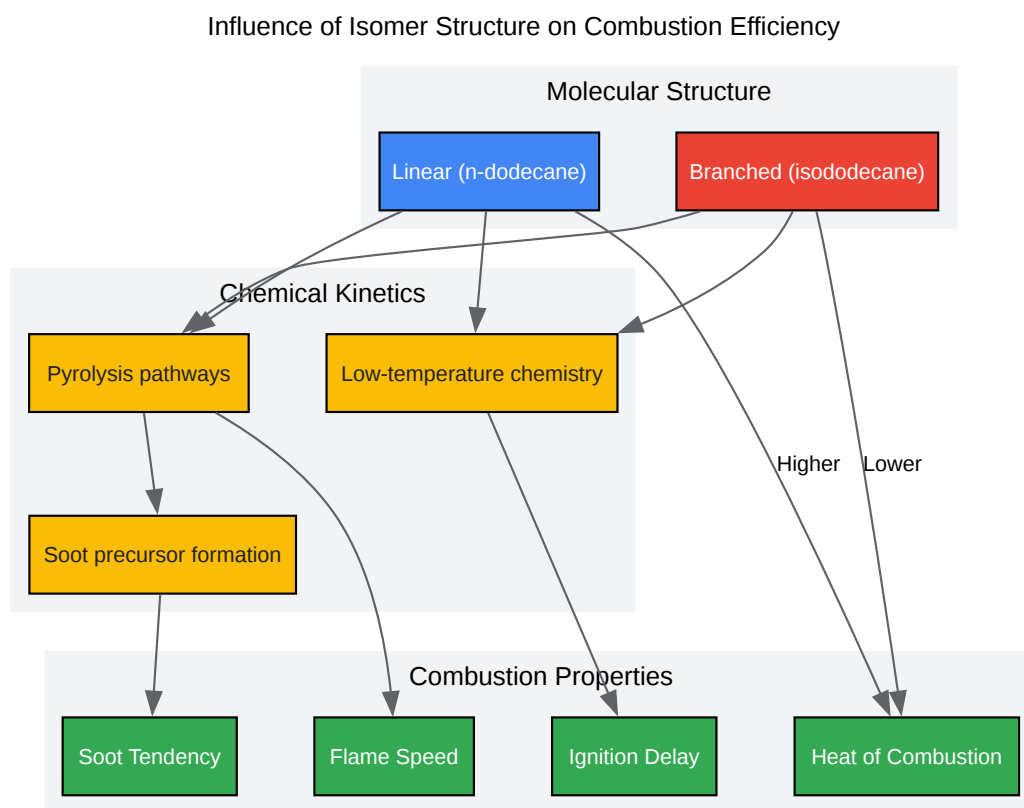 Influence of Isomer Structure on Combustion Efficiency
Molecular Structure
Linear (n-dodecane)
Branched (isododecane)
Chemical Kinetics
Pyrolysis pathways
Low-temperature chemistry
Higher
Lower
Soot precursor formation
Combustion Properties
Soot Tendency
Flame Speed
Ignition Delay
Heat of Combustion